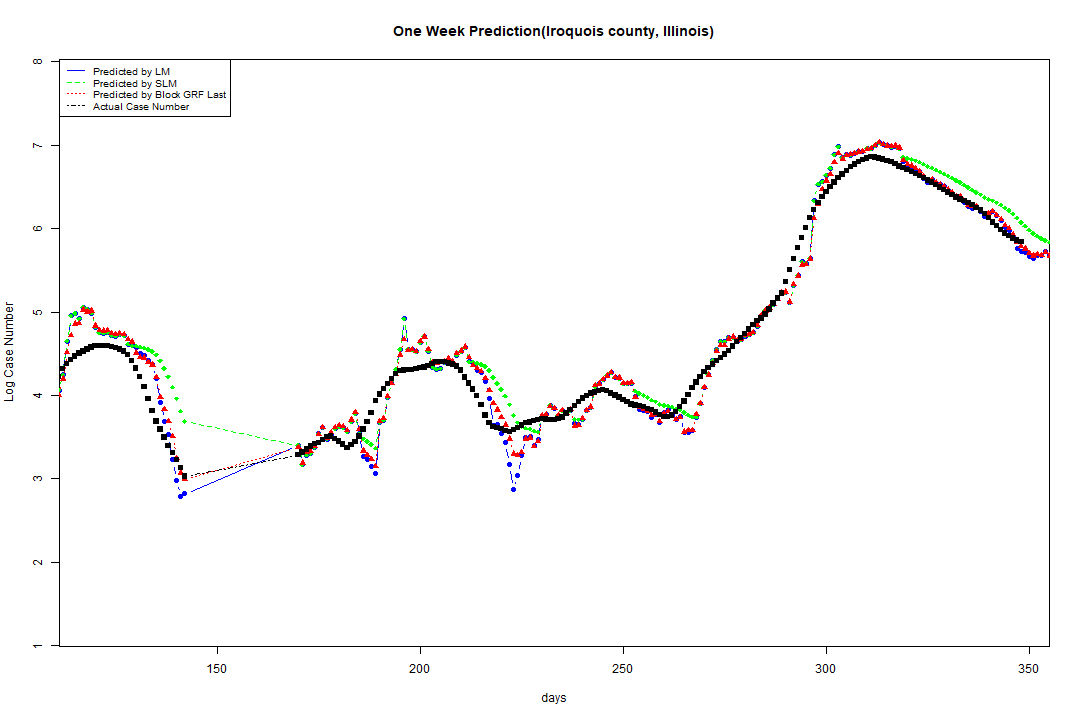 One Week Prediction(Iroquois county, Illinois)
Predicted by LM
Predicted by SLM
Predicted by Block GRF Last
Actual Case Number
Log Case Number
8
7
6
5
4
3
2
1
150 200 250 300 350
days